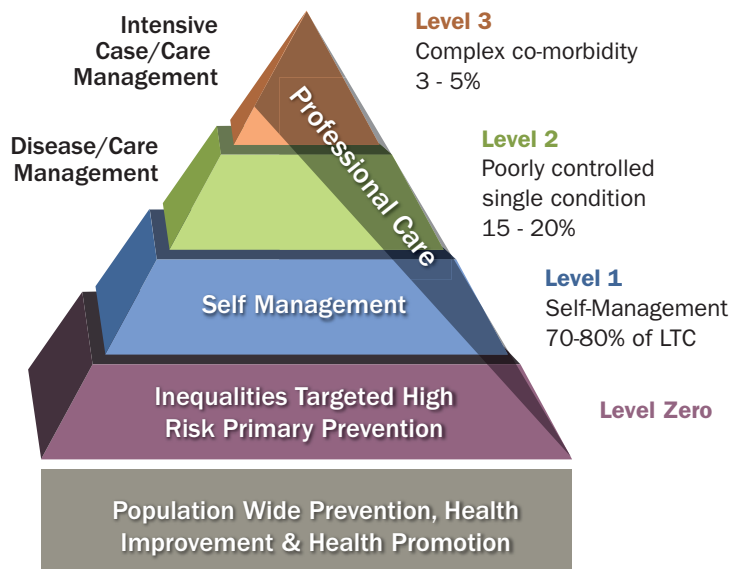 Intensive
Case/Care
Management
Level 3
Complex co-morbidity
3 - 5%
Professional Care
Disease/Care
Management
Level 2
Poorly controlled
single condition
15 - 20%
Level 1
Self-Management
70-80% of LTC
Self Management
Inequalities Targeted High
Risk Primary Prevention
Level Zero
Population Wide Prevention, Health
Improvement & Health Promotion